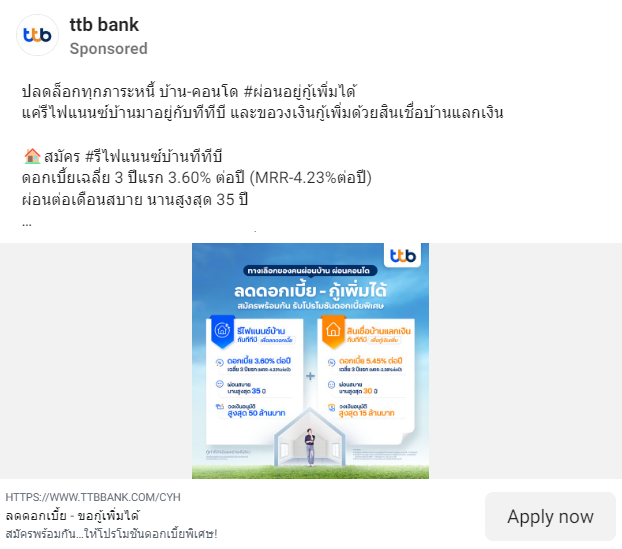 ttb bank
Sponsored
ปลดล็อกทุกภาระหนี้ บ้าน-คอนโด #ผ่อนอยู่กู้เพิ่มได้
แค่รีไฟแนนซ์บ้านมาอยู่กับทีทีบี และขอวงเงินกู้เพิ่มด้วยสินเชื่อบ้านแลกเงิน
สมัคร #รีไฟแนนซ์บ้านทีทีบี
ดอกเบี้ยเฉลี่ย 3 ปีแรก 3.60% ต่อปี (MRR-4.23%ต่อปี)
ผ่อนต่อเดือนสบาย นานสูงสุด 35 ปี
...
ttb
ttb
ทางเลือกของคนผ่อนบ้าน ผ่อนคอนโด
ลดดอกเบี้ย - กู้เพิ่มได้
สมัครพร้อมกัน รับโปรโมชันดอกเบี้ยพิเศษ
รีไฟแนนซ์บ้าน
กับทีทีบี เพื่อลดดอกเบี้ย
ดอกเบี้ย 3.60% ต่อปี
เฉลี่ย 3 ปีแรก (MRR-4.23%ต่อปี)
ผ่อนสบาย
นานสูงสุด 35 ปี
วงเงินอนุมัติ
สูงสุด 50 ล้านบาท
+
สินเชื่อบ้านแลกเงิน
กับทีทีบี เพื่อกู้เงินเพิ่ม
ดอกเบี้ย 5.45% ต่อปี
ผ่อนสบาย
นานสูงสุด 30 ปี
วงเงินอนุมัติ
สูงสุด 15 ล้านบาท
HTTPS://WWW.TTBBANK.COM/CYH
ลดดอกเบี้ย - ขอกู้เพิ่มได้
สมัครพร้อมกัน...ให้โปรโมชันดอกเบี้ยพิเศษ!
Apply now